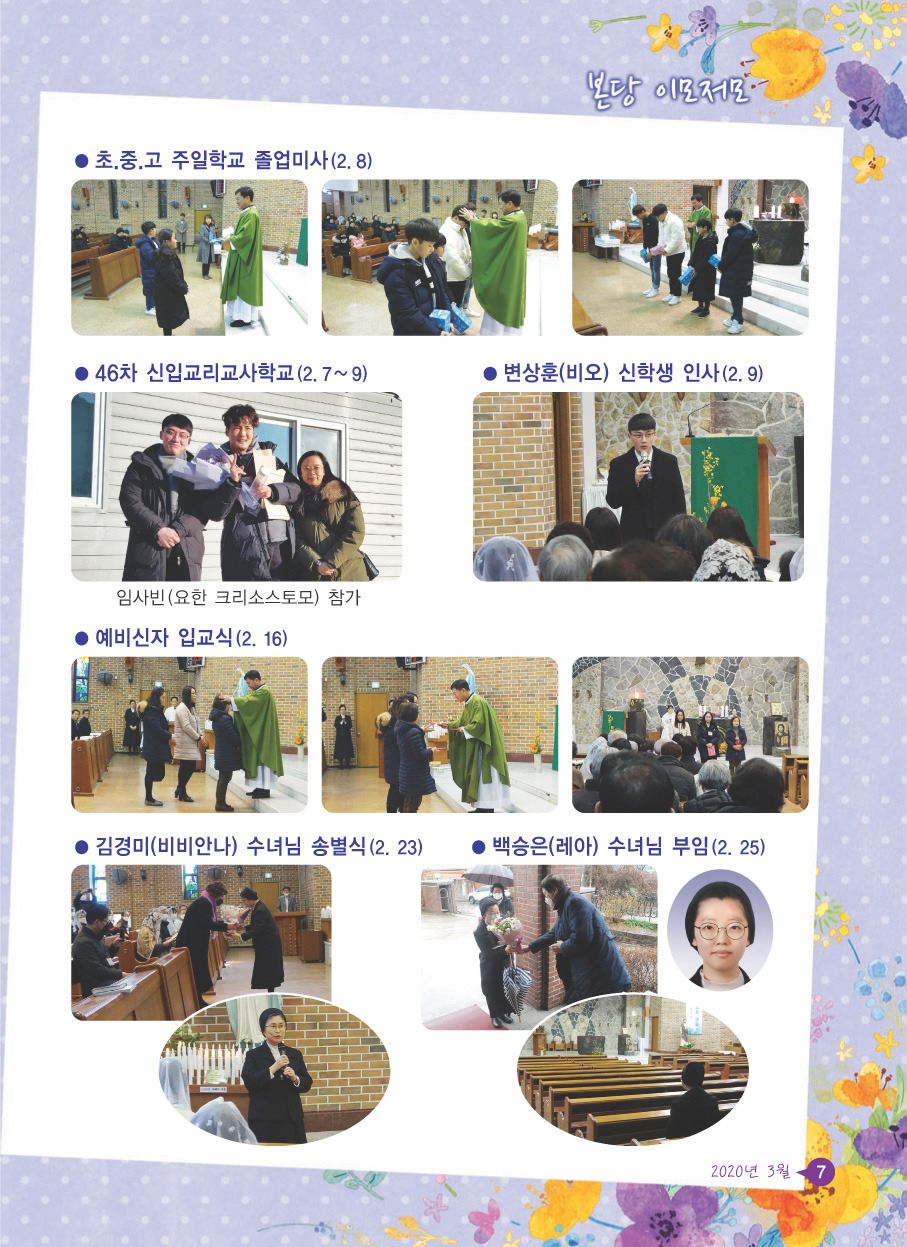 본당 이모저모
● 초.중.고 주일학교 졸업미사(2. 8)
● 46차 신입교리교사학교(2. 7~9)
● 변상훈(비오) 신학생 인사(2. 9)
임사빈(요한 크리소스토모) 참가
● 예비신자 입교식(2. 16)
● 김경미(비비안나) 수녀님 송별식(2. 23)
● 백승은(레아) 수녀님 부임(2. 25)
2020년 3월 7